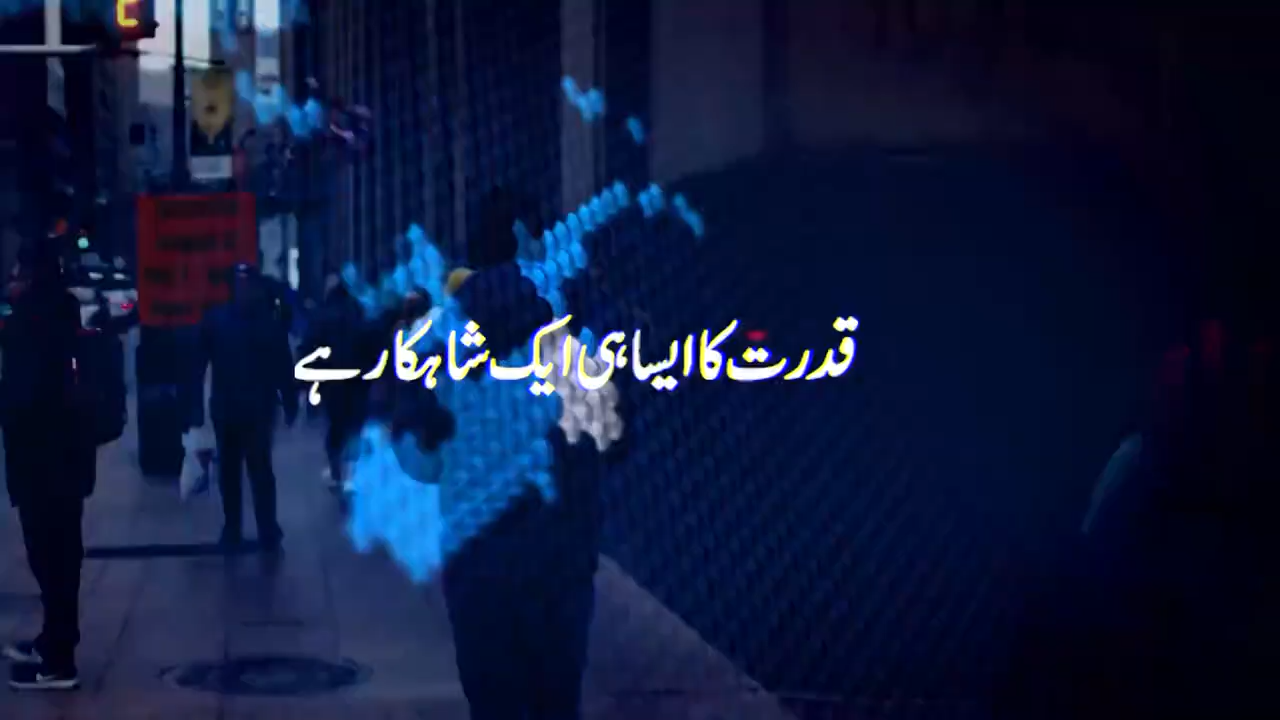 قدرت کا ایسا ہی ایک شاہکار ہے